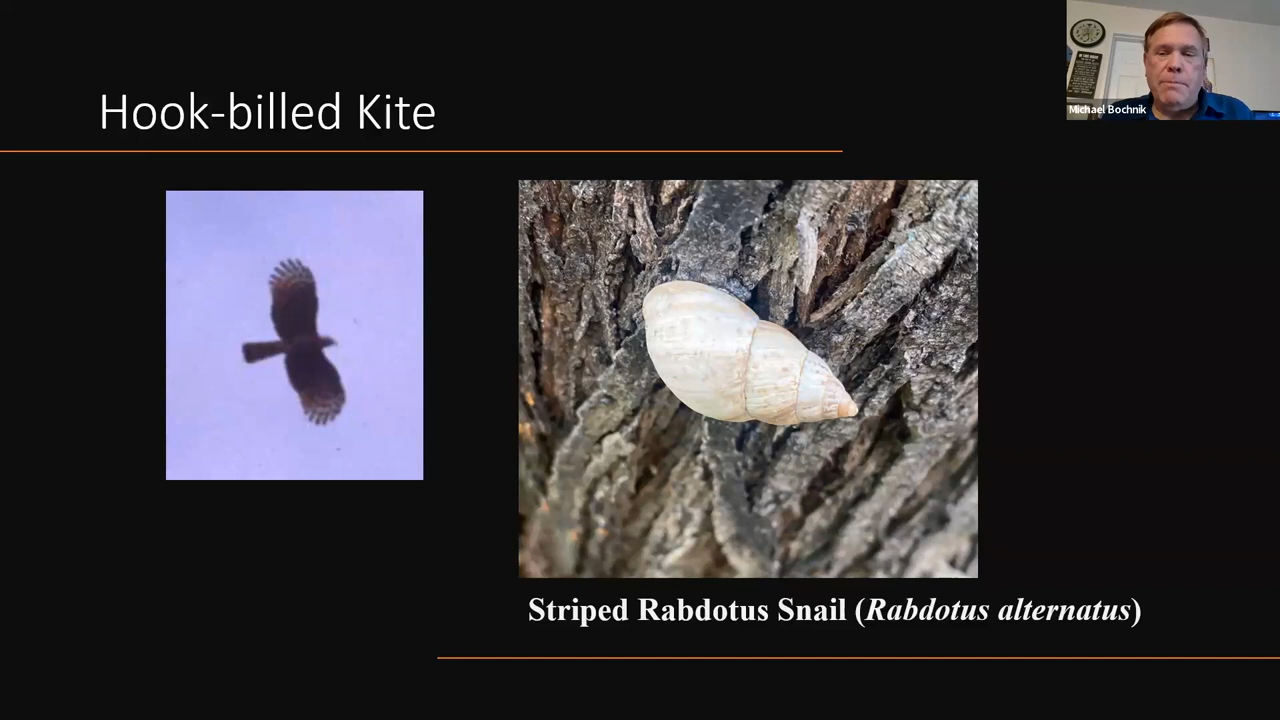 Hook-billed Kite
Michael Bochnik
Striped Rabdotus Snail (Rabdotus alternatus)